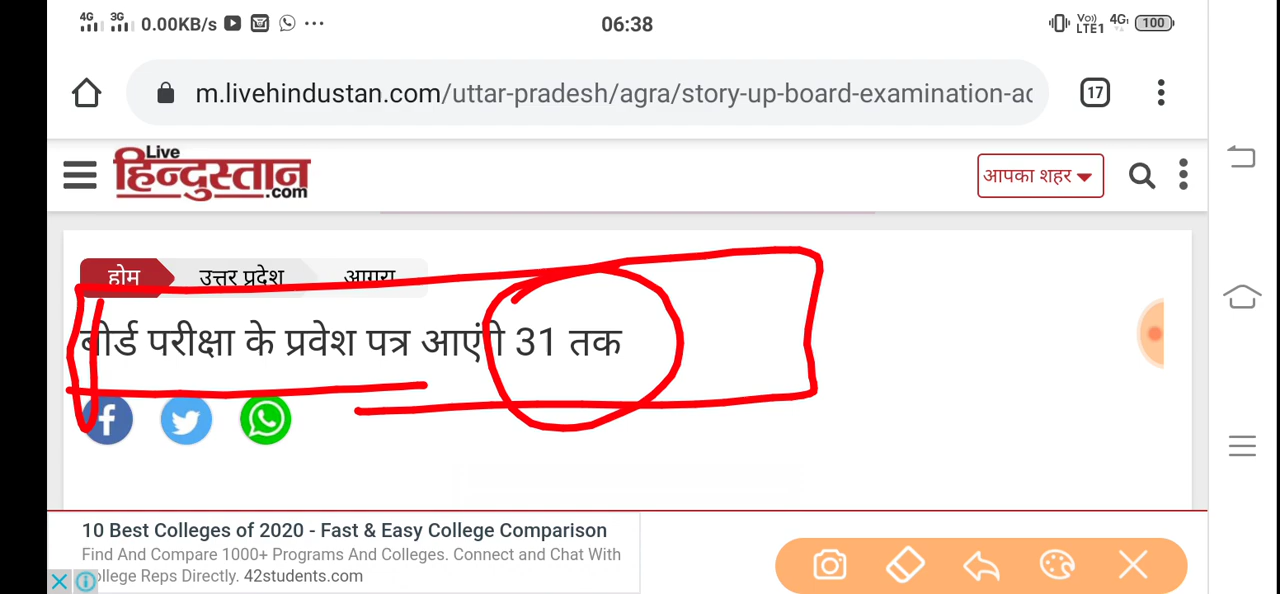 4G 3G 0.00KB/s ... 06:38 Vo)) LTE1 4G 100
m.livehindustan.com/uttar-pradesh/agra/story-up-board-examination-ac 17
Live
हिन्दुस्तान
.com
आपका शहर
होम उत्तर प्रदेश आगरा
बोर्ड परीक्षा के प्रवेश पत्र आएंगे 31 तक
10 Best Colleges of 2020 - Fast & Easy College Comparison
Find And Compare 1000+ Programs And Colleges. Connect and Chat With
College Reps Directly. 42students.com